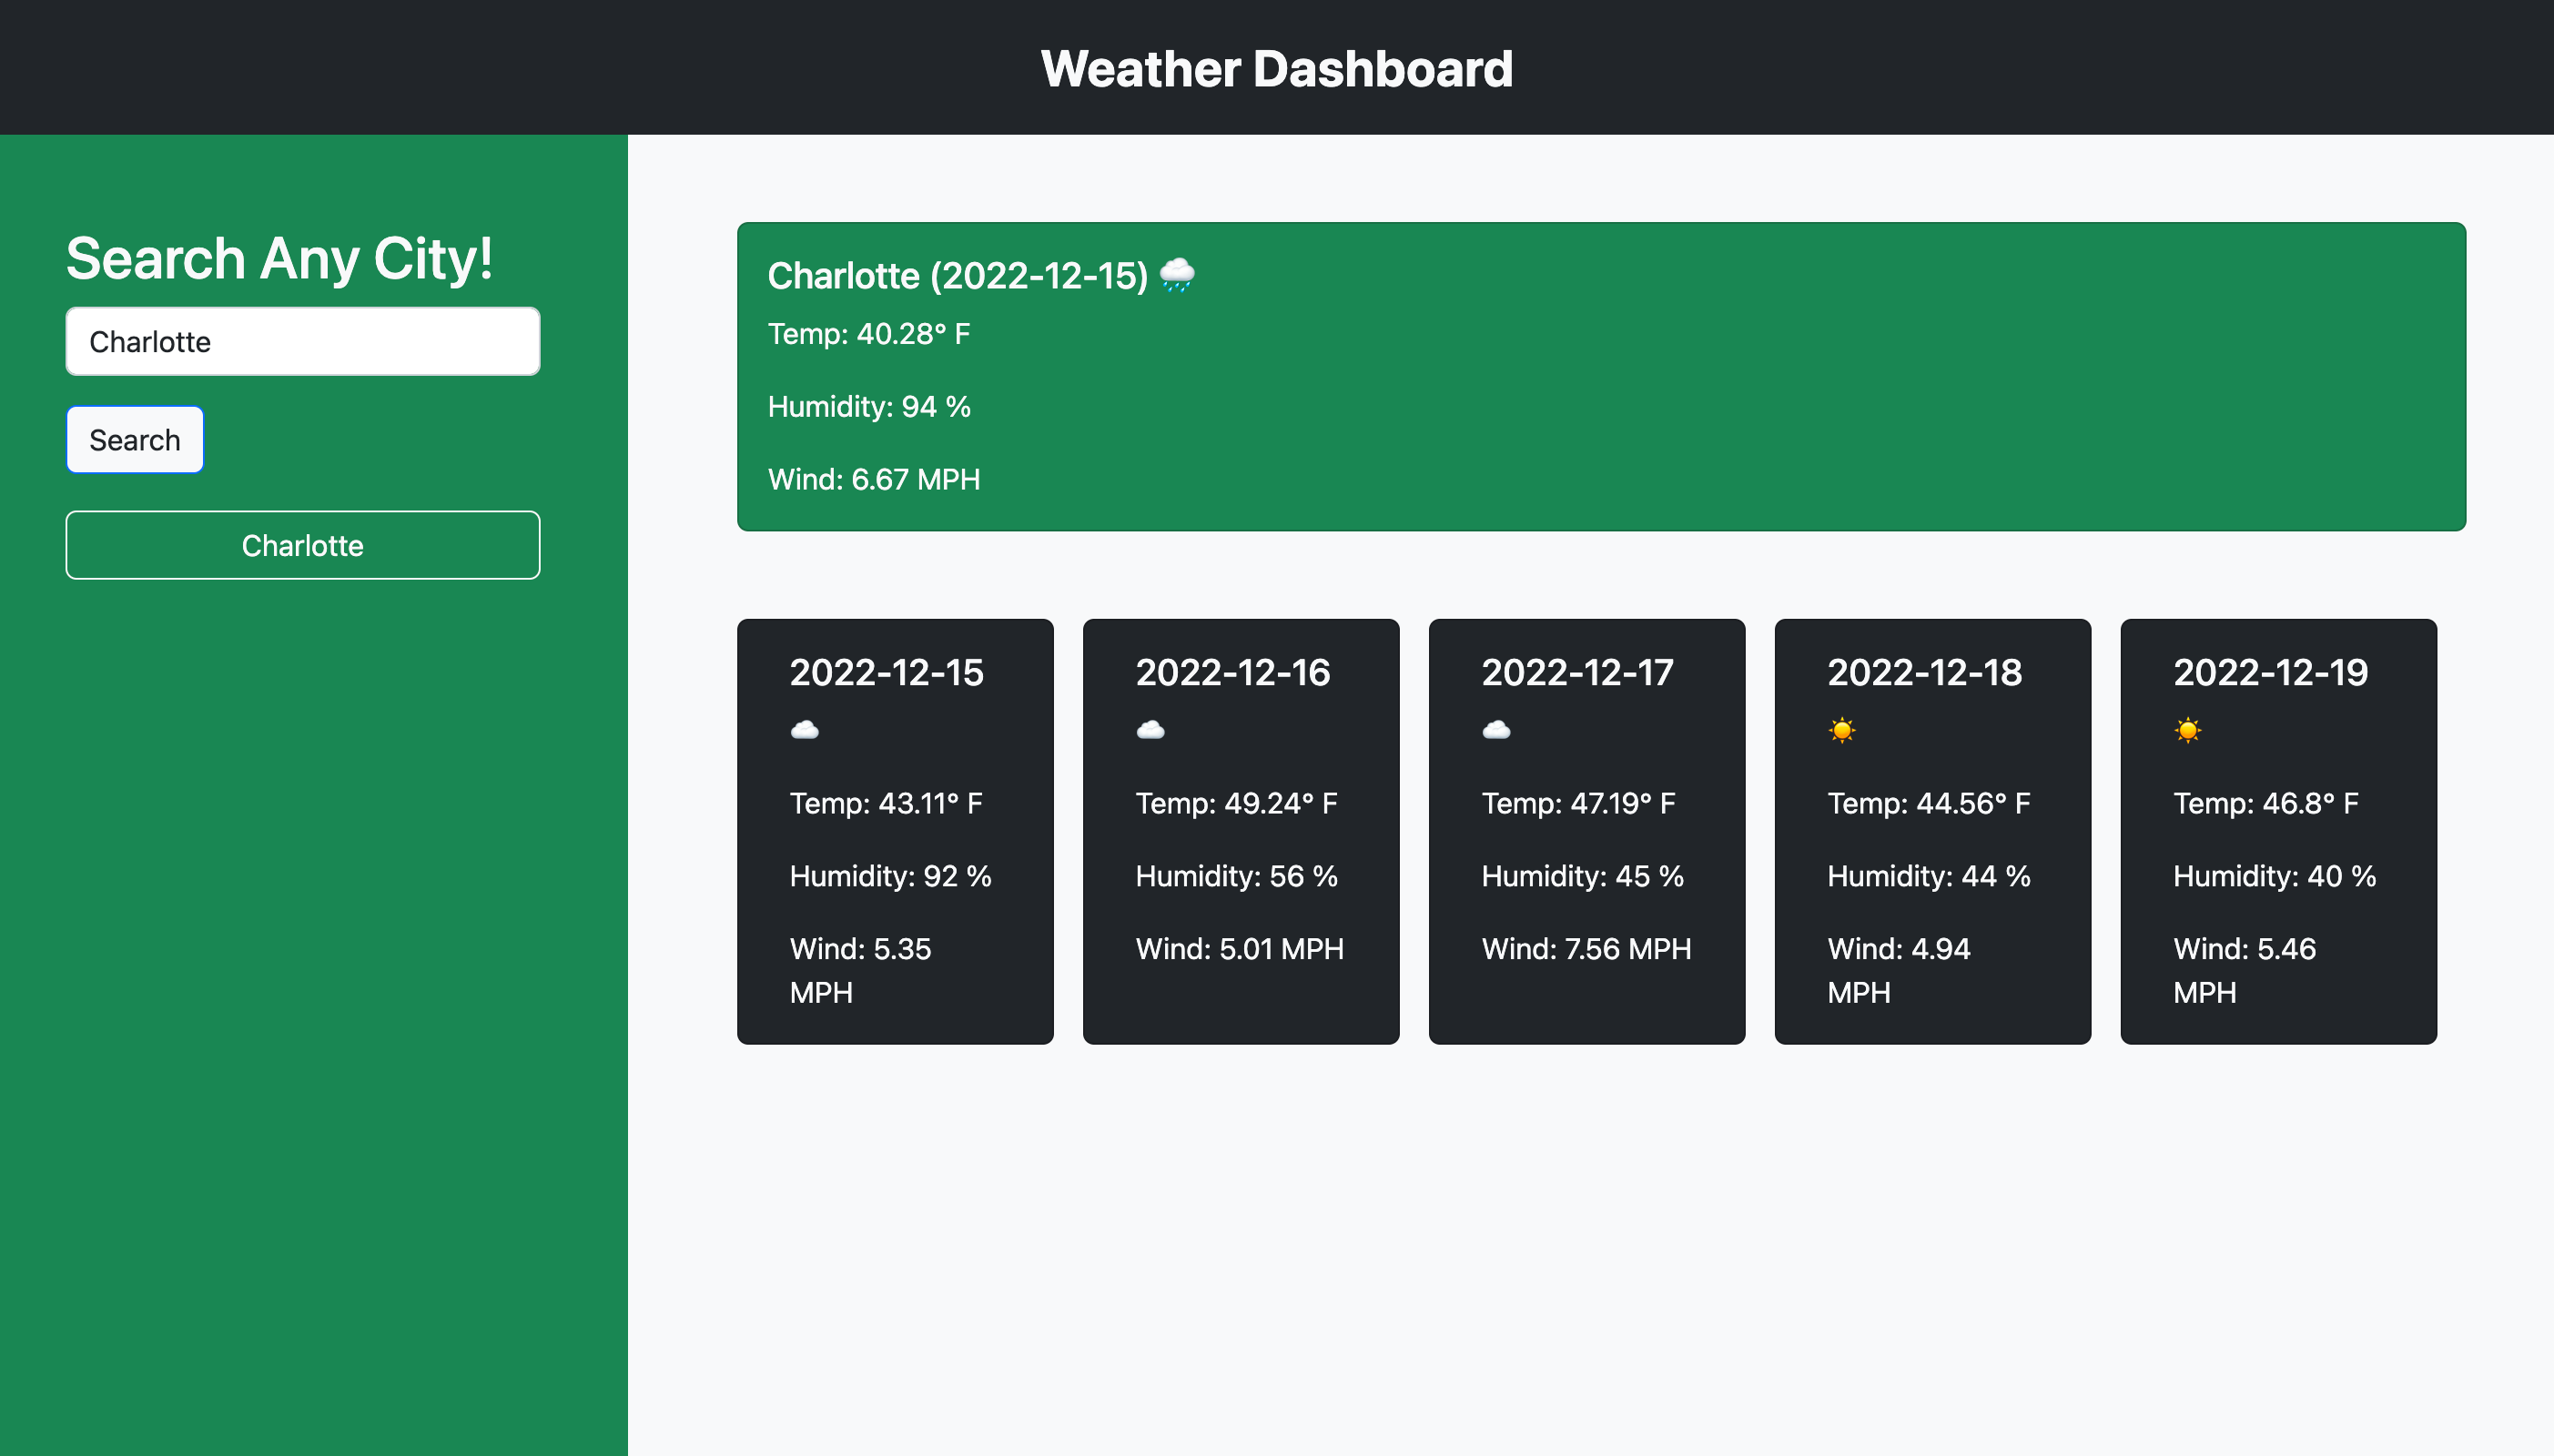 Weather Dashboard
Search Any City!
Charlotte
Search
Charlotte
Charlotte (2022-12-15) 🌧️
Temp: 40.28° F
Humidity: 94 %
Wind: 6.67 MPH
2022-12-15
☁️
Temp: 43.11° F
Humidity: 92 %
Wind: 5.35
MPH
2022-12-16
☁️
Temp: 49.24° F
Humidity: 56 %
Wind: 5.01 MPH
2022-12-17
☁️
Temp: 47.19° F
Humidity: 45 %
Wind: 7.56 MPH
2022-12-18
☀️
Temp: 44.56° F
Humidity: 44 %
Wind: 4.94
MPH
2022-12-19
☀️
Temp: 46.8° F
Humidity: 40 %
Wind: 5.46
MPH